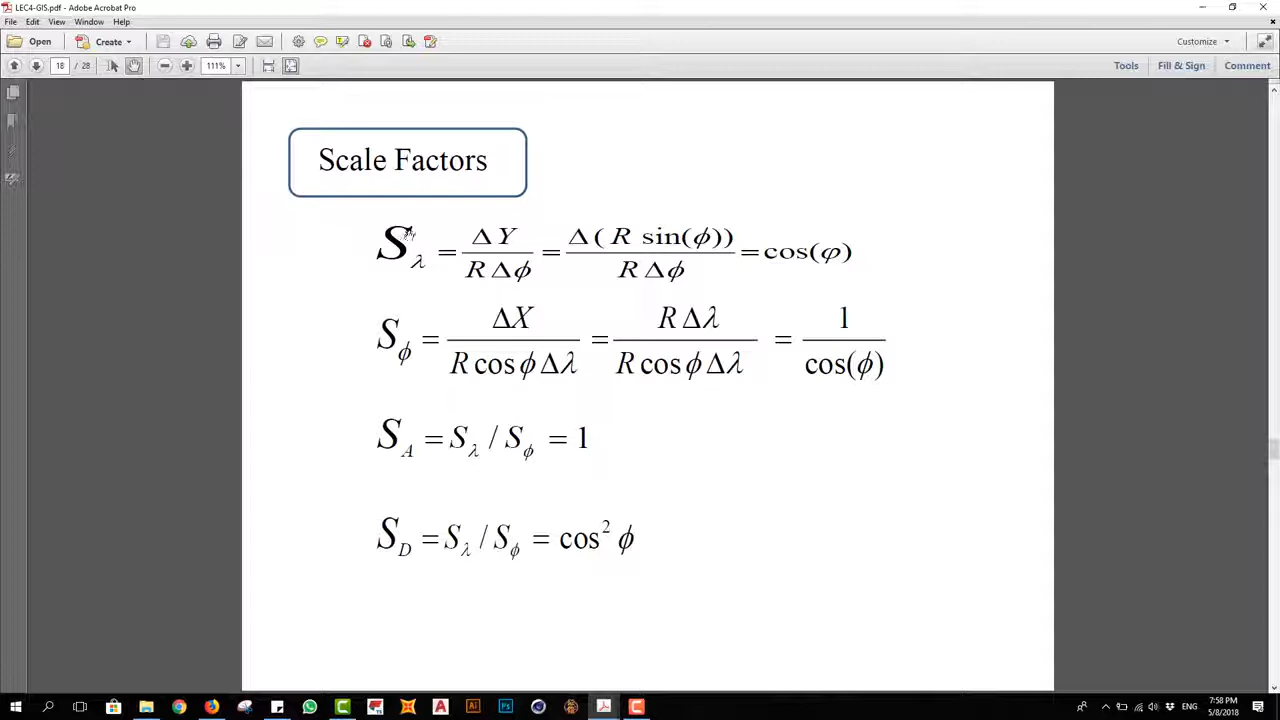 LEC4-GIS.pdf - Adobe Acrobat Pro
File Edit View Window Help
Open Create Customize
18 / 28 111% Tools Fill & Sign Comment
Scale Factors
S_λ = ΔY / (R Δϕ) = Δ(R sin(ϕ)) / (R Δϕ) = cos(φ)
S_ϕ = ΔX / (R cos ϕ Δλ) = R Δλ / (R cos ϕ Δλ) = 1 / cos(ϕ)
S_A = S_λ / S_ϕ = 1
S_D = S_λ / S_ϕ = cos² ϕ
ENG 7:58 PM
5/8/2018